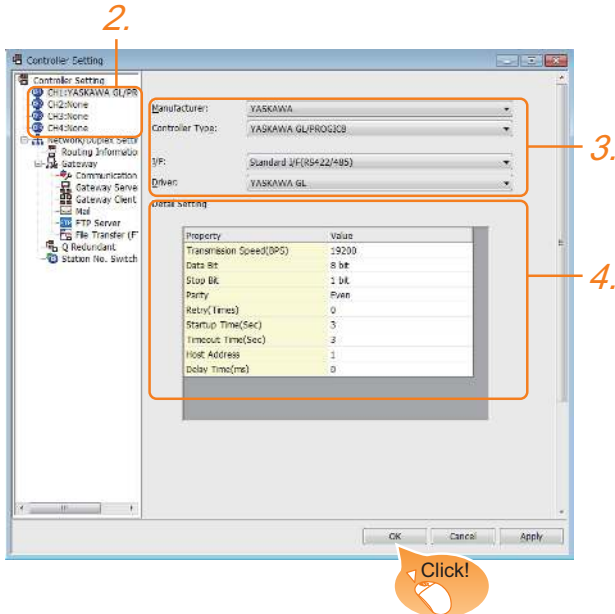 2.
Controller Setting
Controller Setting
CH1:YASKAWA GL/PR
CH2:None
CH3:None
CH4:None
Network/Duplex Setti
Routing Informatio
Gateway
Communication
Gateway Serve
Gateway Client
Mail
FTP Server
File Transfer (F
Q Redundant
Station No. Switch
Manufacturer: YASKAWA
Controller Type: YASKAWA GL/PROGIC8
I/F: Standard I/F(RS422/485)
Driver: YASKAWA GL
3.
Detail Setting
Property Value
Transmission Speed(BPS) 19200
Data Bit 8 bit
Stop Bit 1 bit
Parity Even
Retry(Times) 0
Startup Time(Sec) 3
Timeout Time(Sec) 3
Host Address 1
Delay Time(ms) 0
4.
OK Cancel Apply
Click!